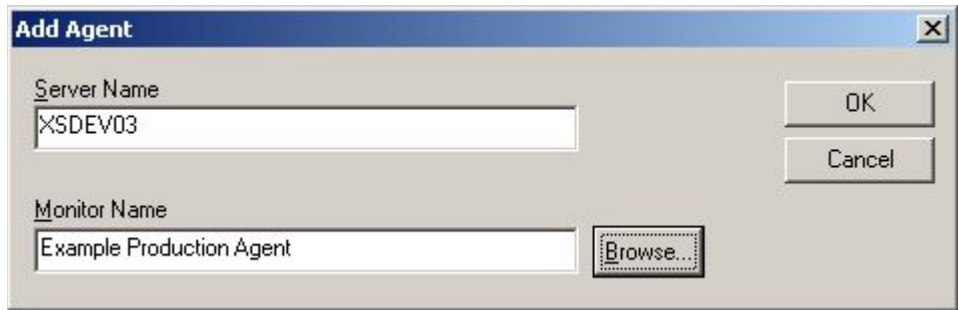 Add Agent
Server Name
XSDEV03
OK
Cancel
Monitor Name
Example Production Agent
Browse...